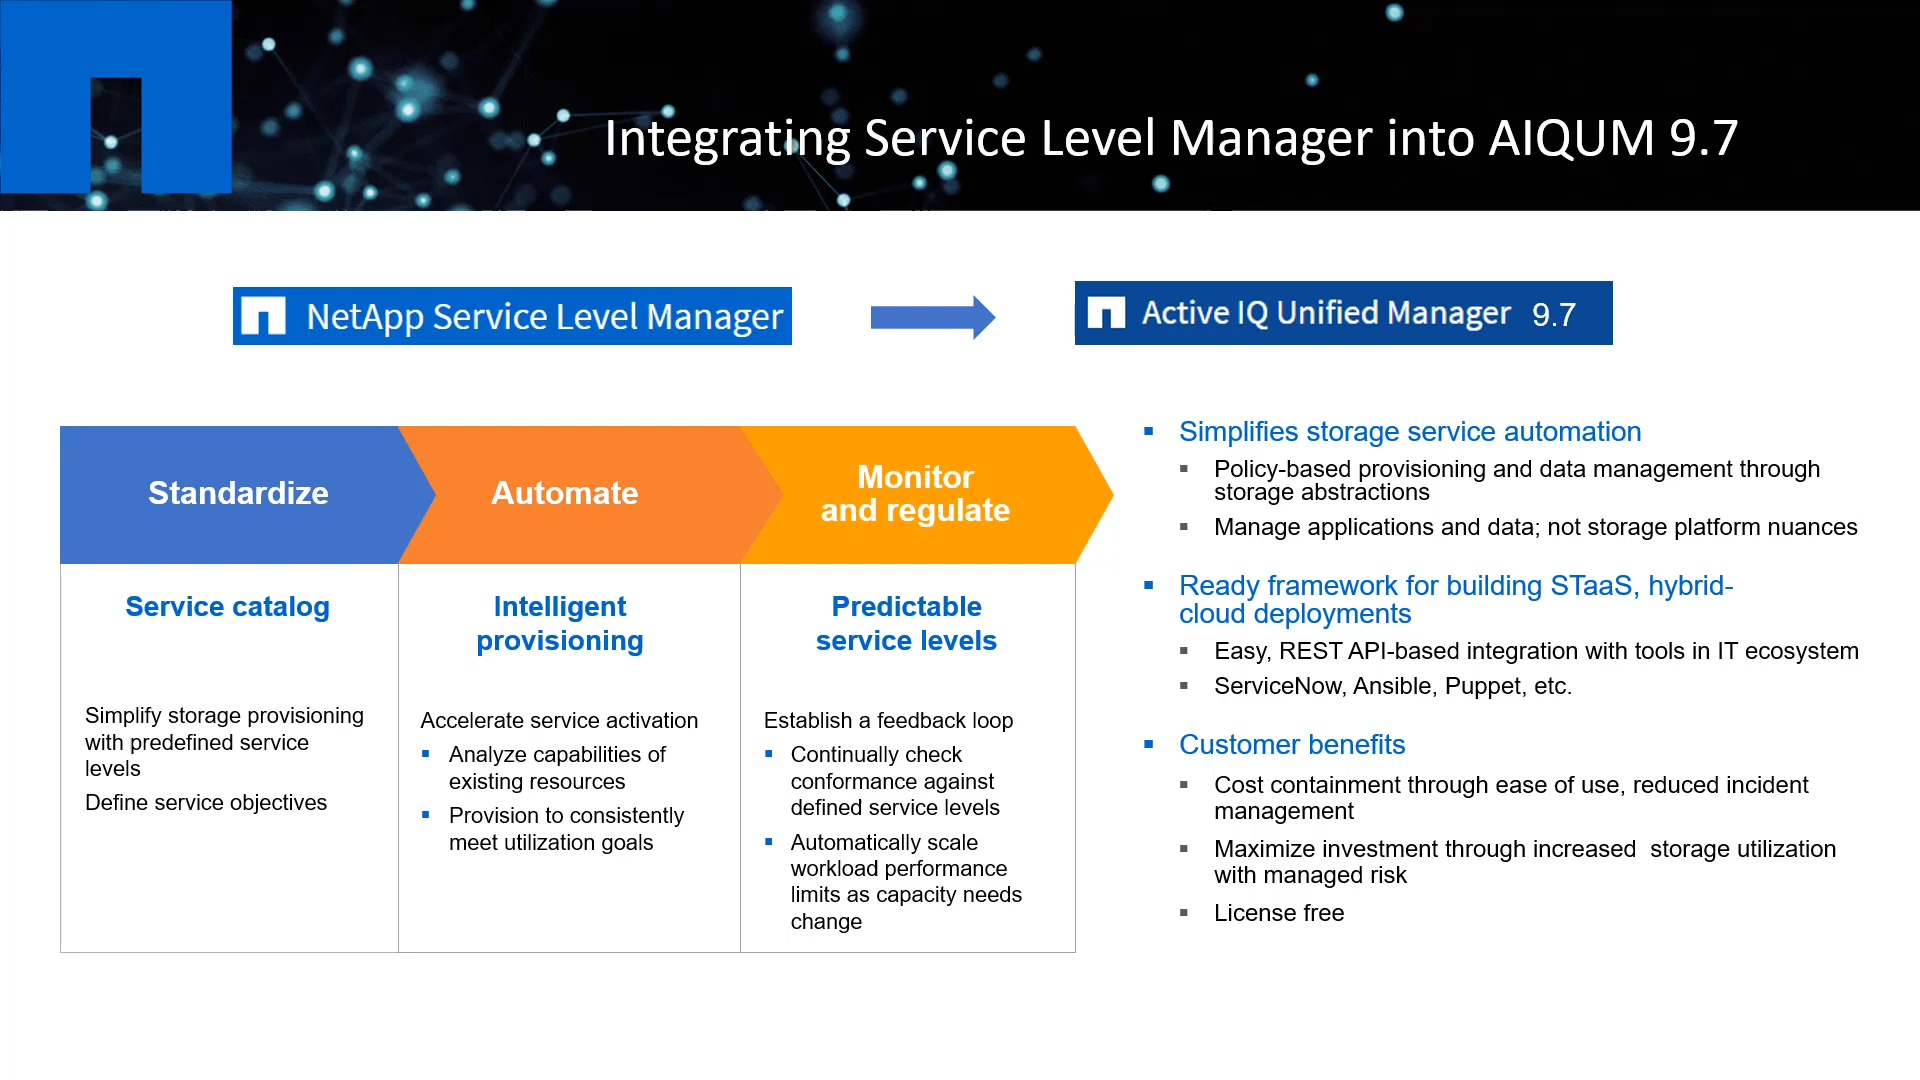 Integrating Service Level Manager into AIQUM 9.7
NetApp Service Level Manager
Active IQ Unified Manager 9.7
Standardize
Service catalog
Simplify storage provisioning
with predefined service
levels
Define service objectives
Automate
Intelligent
provisioning
Accelerate service activation
▪ Analyze capabilities of
existing resources
▪ Provision to consistently
meet utilization goals
Monitor
and regulate
Predictable
service levels
Establish a feedback loop
▪ Continually check
conformance against
defined service levels
▪ Automatically scale
workload performance
limits as capacity needs
change
▪ Simplifies storage service automation
▪ Policy-based provisioning and data management through
storage abstractions
▪ Manage applications and data; not storage platform nuances
▪ Ready framework for building STaaS, hybrid-
cloud deployments
▪ Easy, REST API-based integration with tools in IT ecosystem
▪ ServiceNow, Ansible, Puppet, etc.
▪ Customer benefits
▪ Cost containment through ease of use, reduced incident
management
▪ Maximize investment through increased  storage utilization
with managed risk
▪ License free